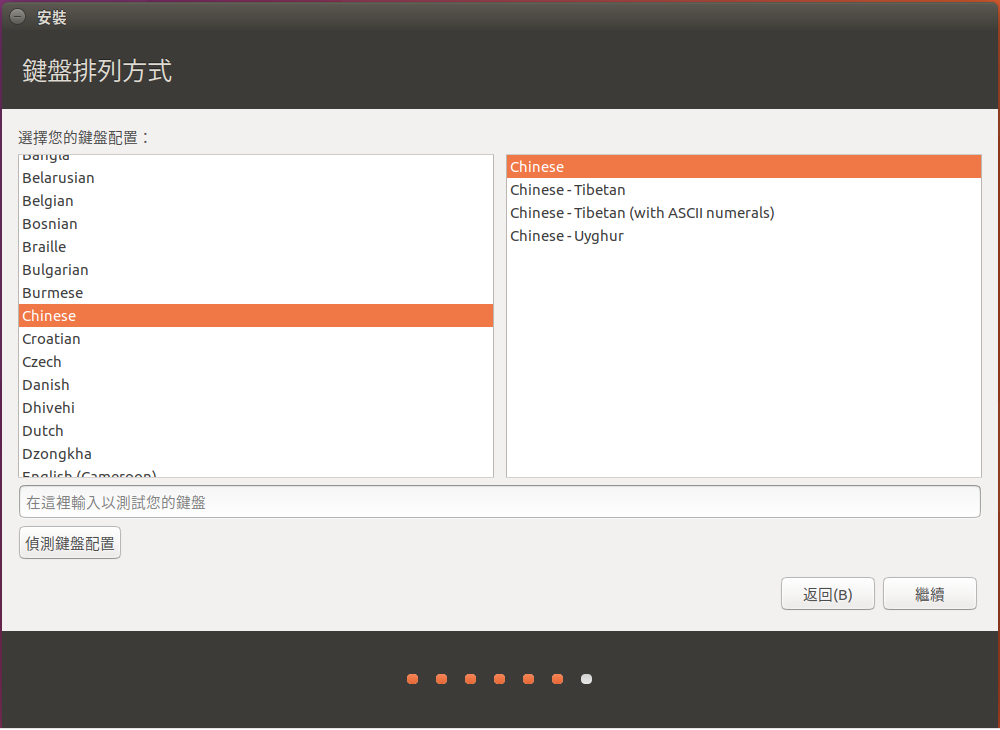 安裝
鍵盤排列方式
選擇您的鍵盤配置：
Bangla
Belarusian
Belgian
Bosnian
Braille
Bulgarian
Burmese
Chinese
Croatian
Czech
Danish
Dhivehi
Dutch
Dzongkha
English (Cameroon)
Chinese
Chinese - Tibetan
Chinese - Tibetan (with ASCII numerals)
Chinese - Uyghur
在這裡輸入以測試您的鍵盤
偵測鍵盤配置
返回(B)
繼續